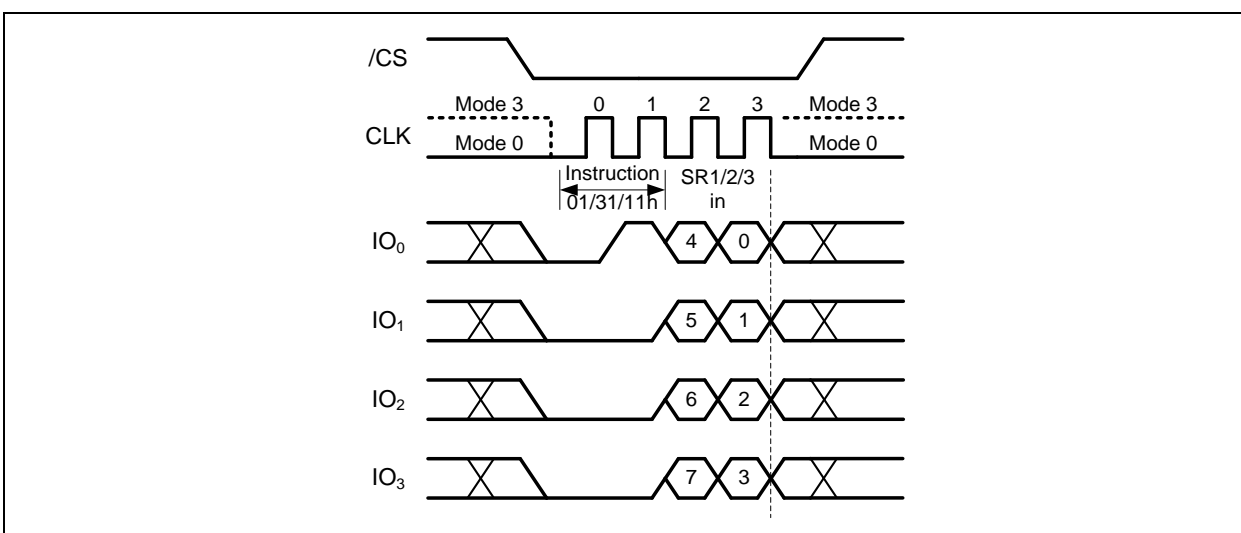 /CS
Mode 3 0 1 2 3 Mode 3
CLK
Mode 0 Mode 0
Instruction SR1/2/3
01/31/11h in
IO₀ 4 0
IO₁ 5 1
IO₂ 6 2
IO₃ 7 3